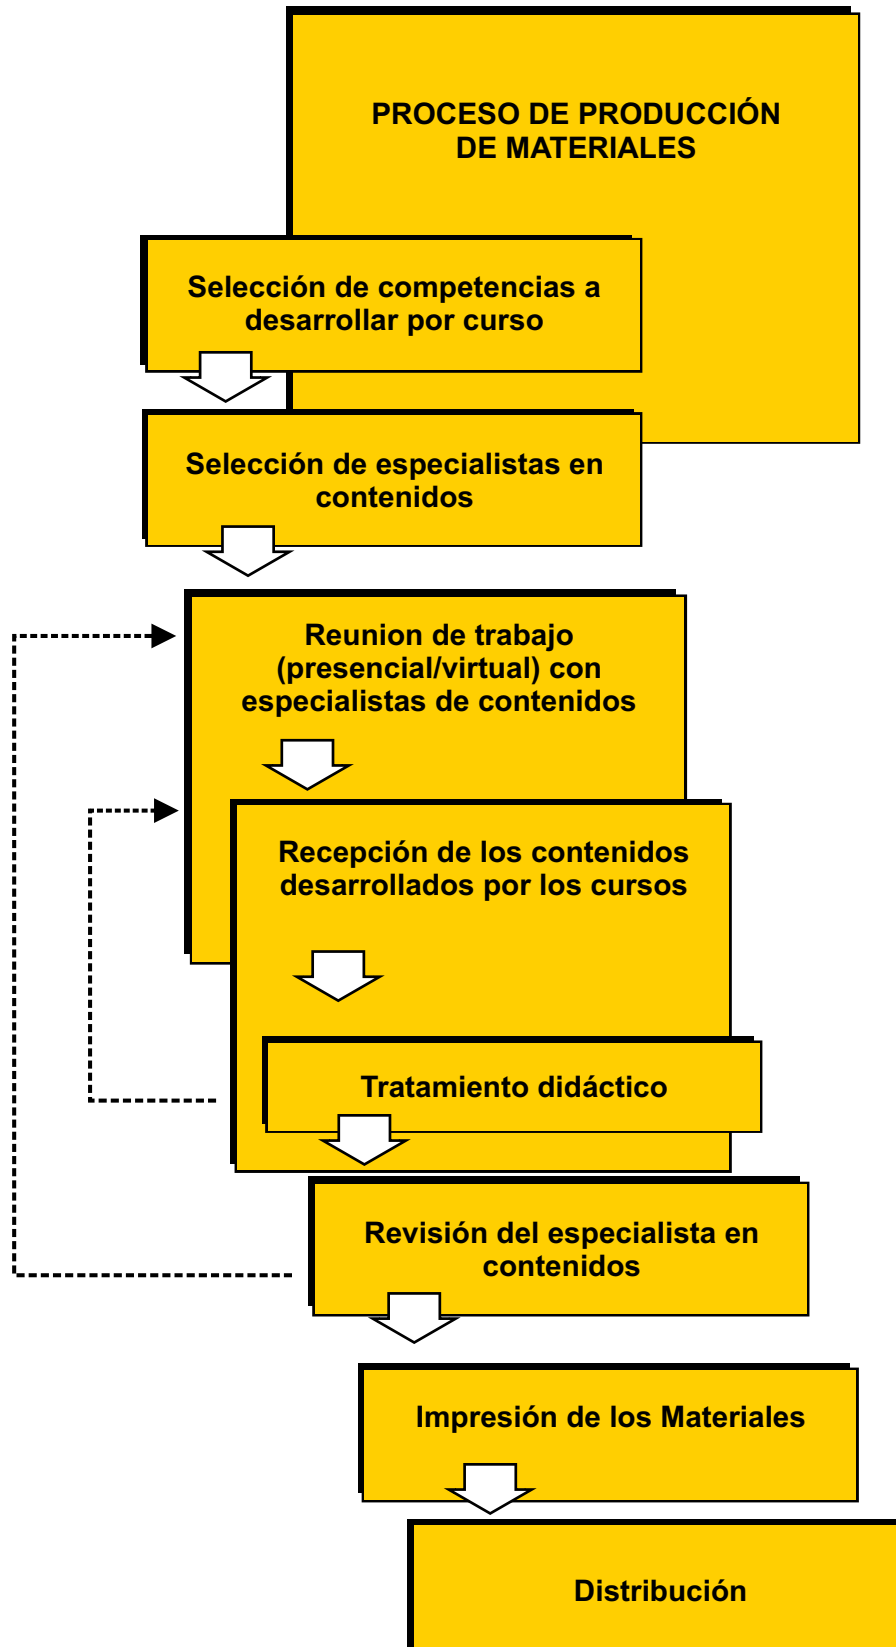 PROCESO DE PRODUCCIÓN
DE MATERIALES
Selección de competencias a
desarrollar por curso
Selección de especialistas en
contenidos
Reunion de trabajo
(presencial/virtual) con
especialistas de contenidos
Recepción de los contenidos
desarrollados por los cursos
Tratamiento didáctico
Revisión del especialista en
contenidos
Impresión de los Materiales
Distribución